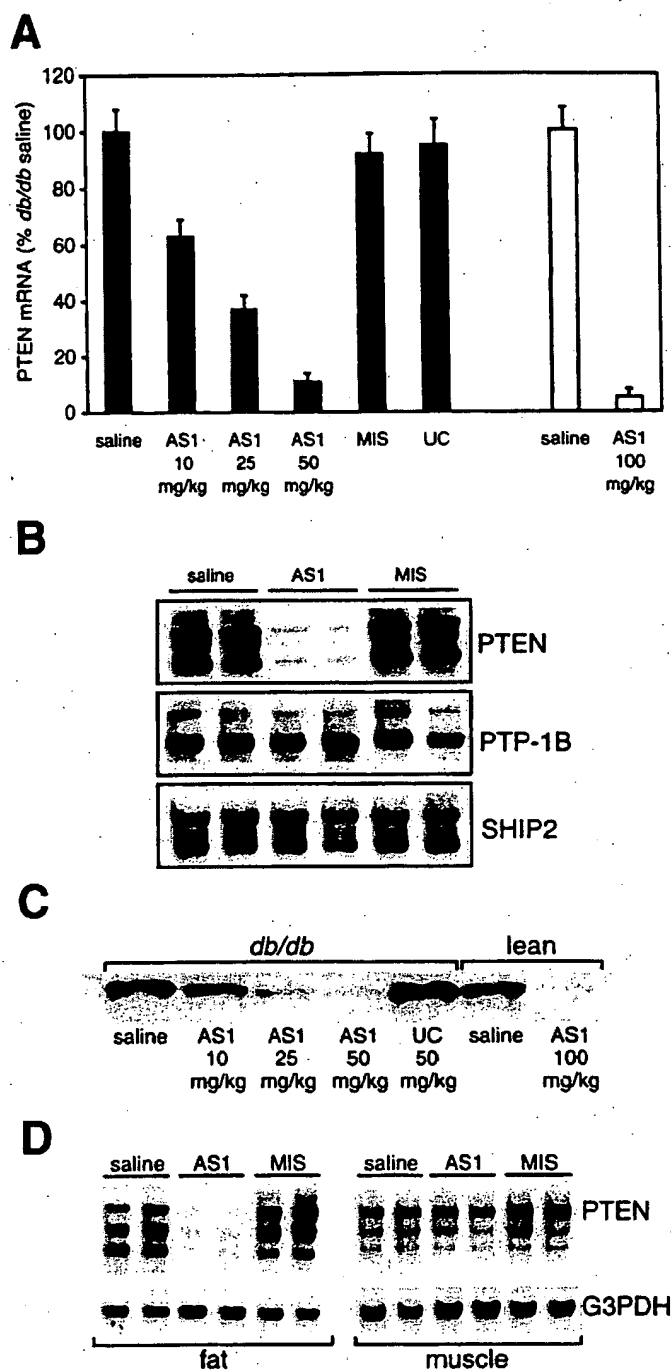 A
PTEN mRNA (% db/db saline)
120
100
80
60
40
20
0
saline
AS1
10
mg/kg
AS1
25
mg/kg
AS1
50
mg/kg
MIS
UC
saline
AS1
100
mg/kg
B
saline AS1 MIS
PTEN
PTP-1B
SHIP2
C
db/db lean
saline
AS1
10
mg/kg
AS1
25
mg/kg
AS1
50
mg/kg
UC
50
mg/kg
saline
AS1
100
mg/kg
D
saline AS1 MIS saline AS1 MIS
PTEN
G3PDH
fat muscle